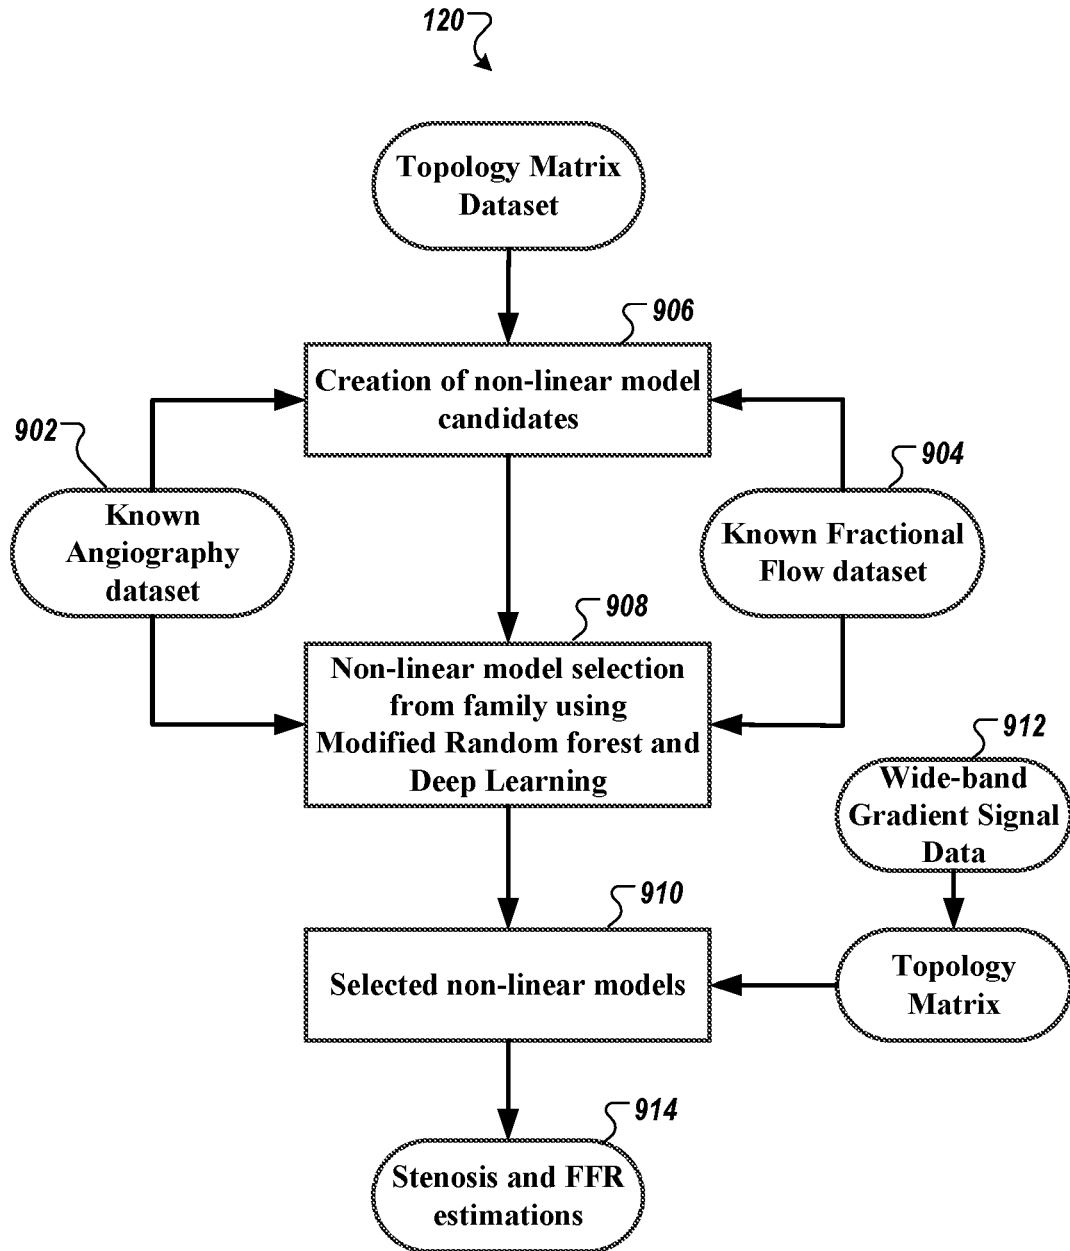 120
Topology Matrix
Dataset
906
Creation of non-linear model
candidates
902
Known
Angiography
dataset
904
Known Fractional
Flow dataset
908
Non-linear model selection
from family using
Modified Random forest and
Deep Learning
912
Wide-band
Gradient Signal
Data
910
Selected non-linear models
Topology
Matrix
914
Stenosis and FFR
estimations